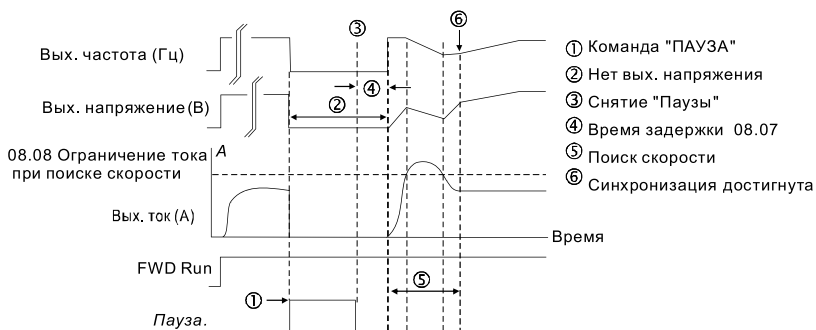 ⑥
③
Вых. частота (Гц)
④
②
Вых. напряжение (В)
08.08 Ограничение тока
при поиске скорости
A
Вых. ток (А)
Время
FWD Run
⑤
①
Пауза.
① Команда "ПАУЗА"
② Нет вых. напряжения
③ Снятие "Паузы"
④ Время задержки 08.07
⑤ Поиск скорости
⑥ Синхронизация достигнута